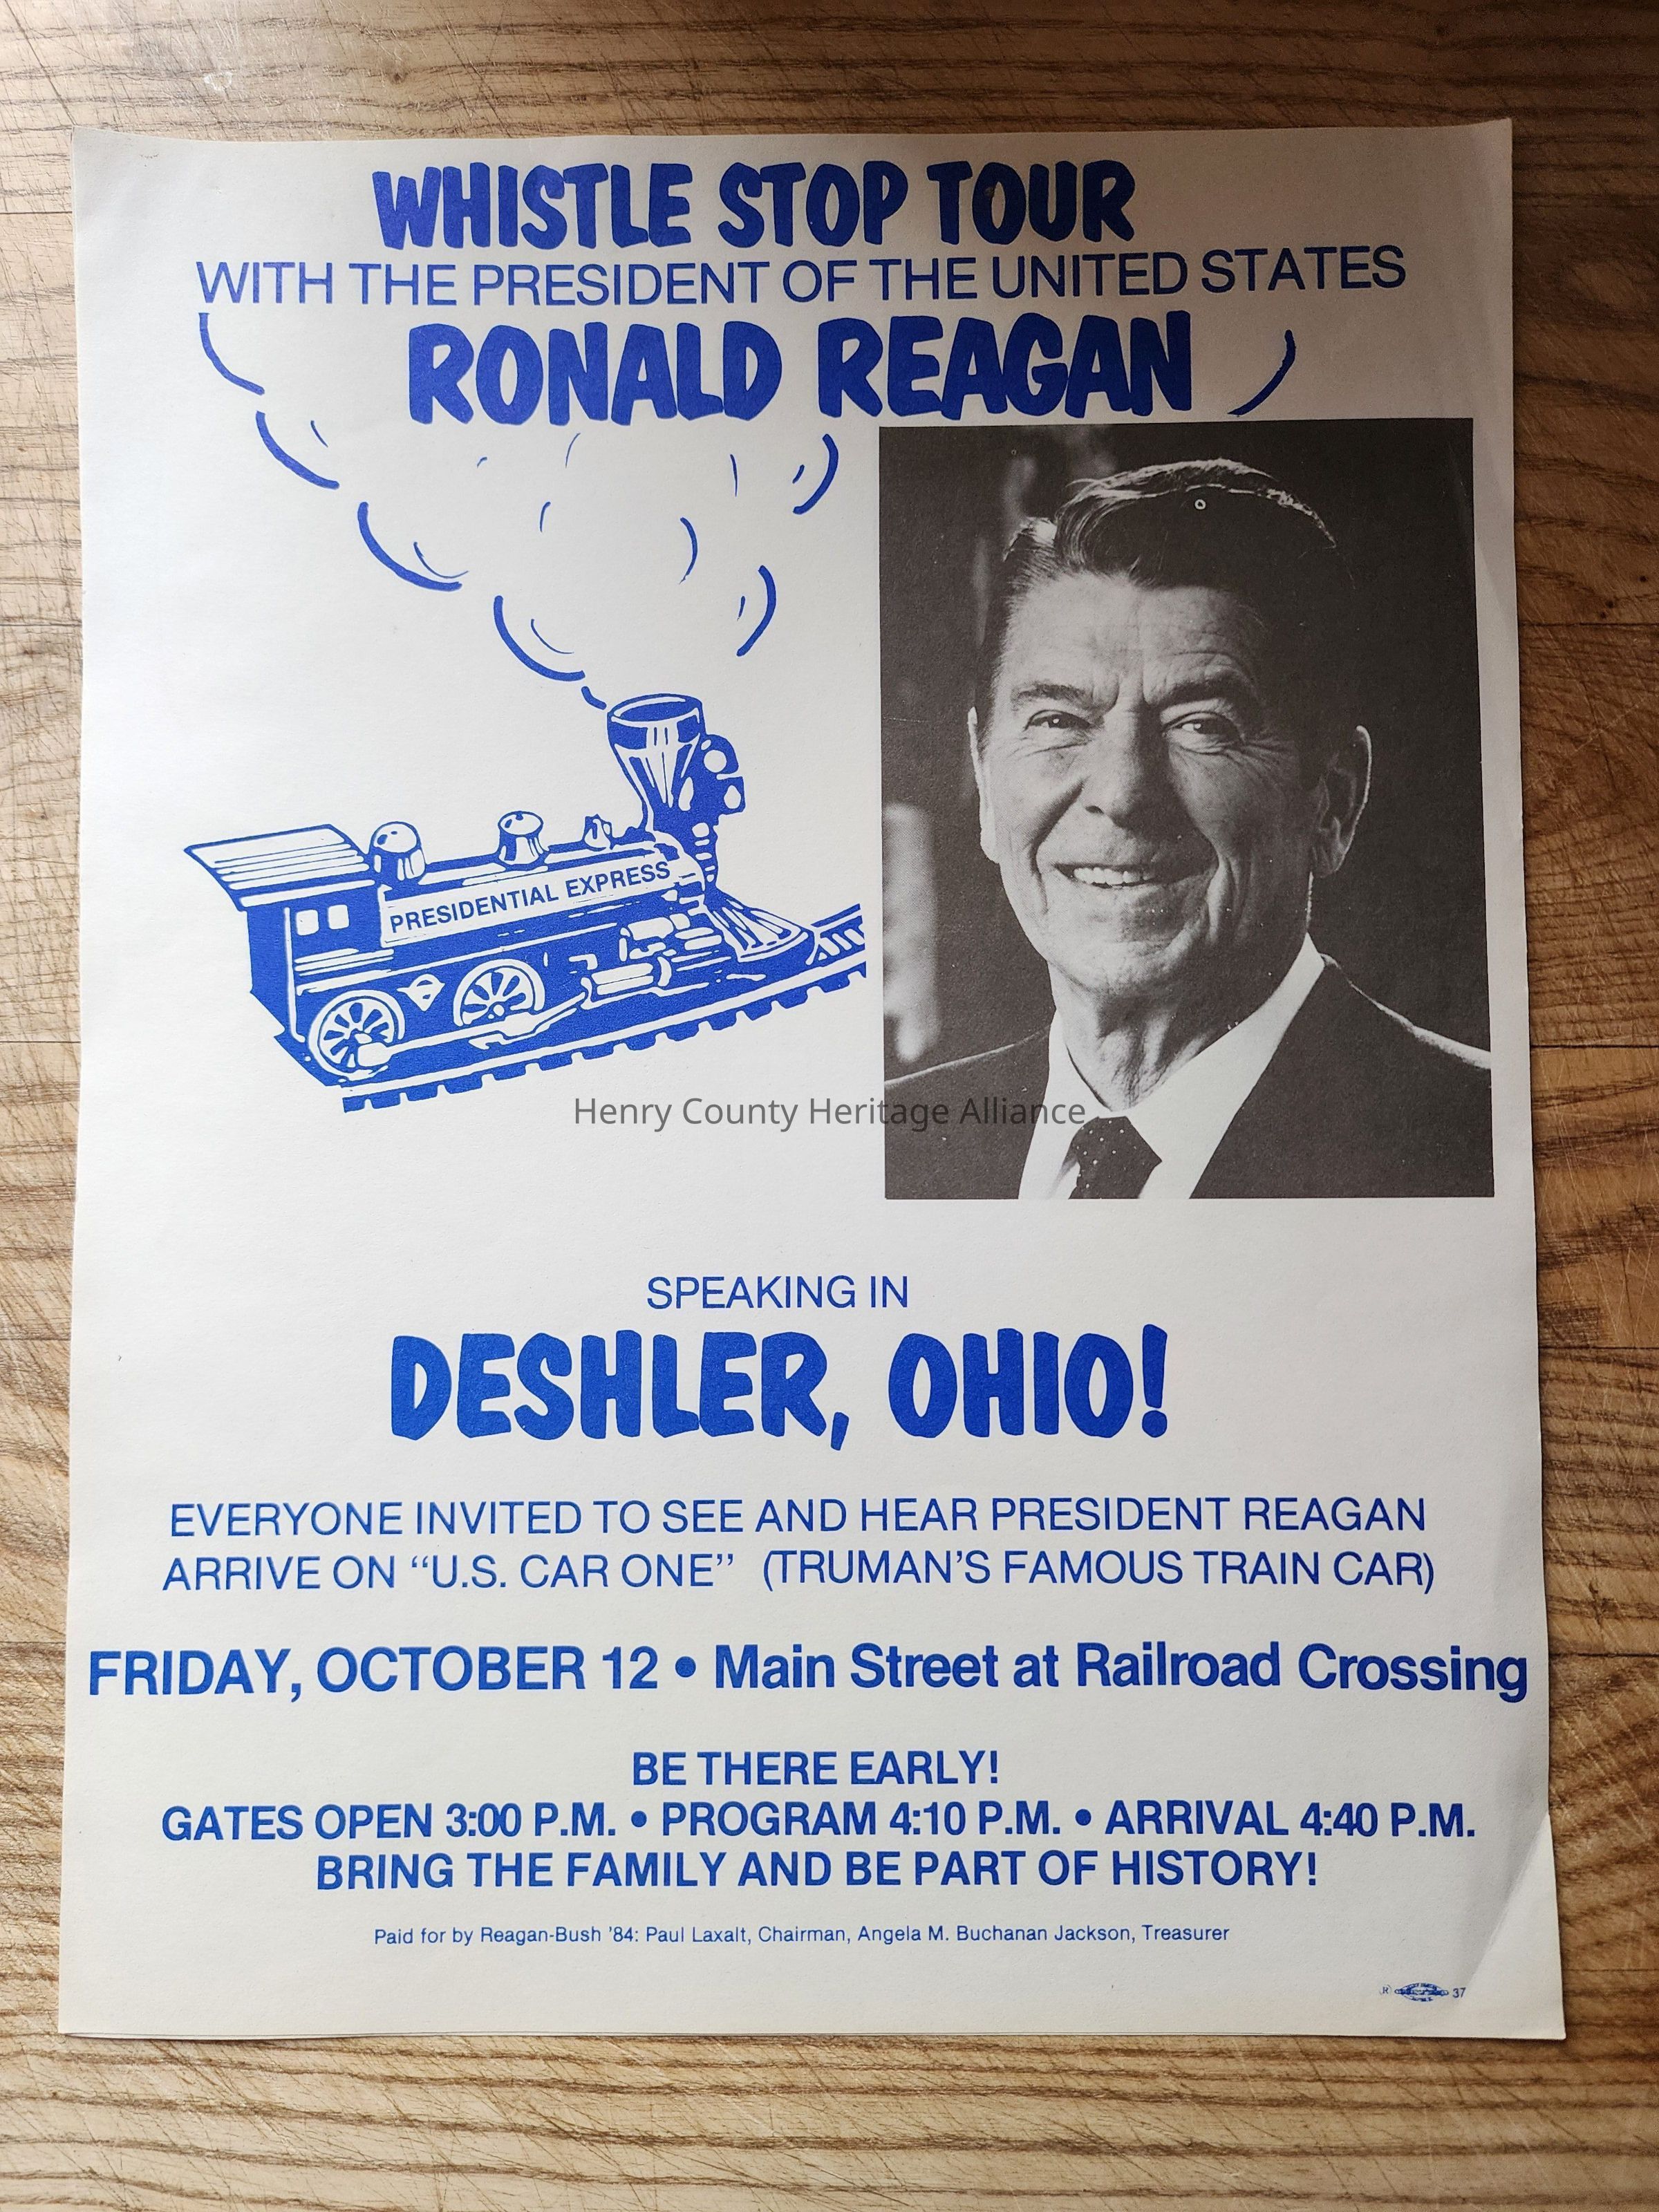 WHISTLE STOP TOUR
WITH THE PRESIDENT OF THE UNITED STATES
RONALD REAGAN
PRESIDENTIAL EXPRESS
Henry County Heritage Alliance
SPEAKING IN
DESHLER, OHIO!
EVERYONE INVITED TO SEE AND HEAR PRESIDENT REAGAN
ARRIVE ON “U.S. CAR ONE” (TRUMAN’S FAMOUS TRAIN CAR)
FRIDAY, OCTOBER 12 • Main Street at Railroad Crossing
BE THERE EARLY!
GATES OPEN 3:00 P.M. • PROGRAM 4:10 P.M. • ARRIVAL 4:40 P.M.
BRING THE FAMILY AND BE PART OF HISTORY!
Paid for by Reagan-Bush ’84: Paul Laxalt, Chairman, Angela M. Buchanan Jackson, Treasurer
® 37